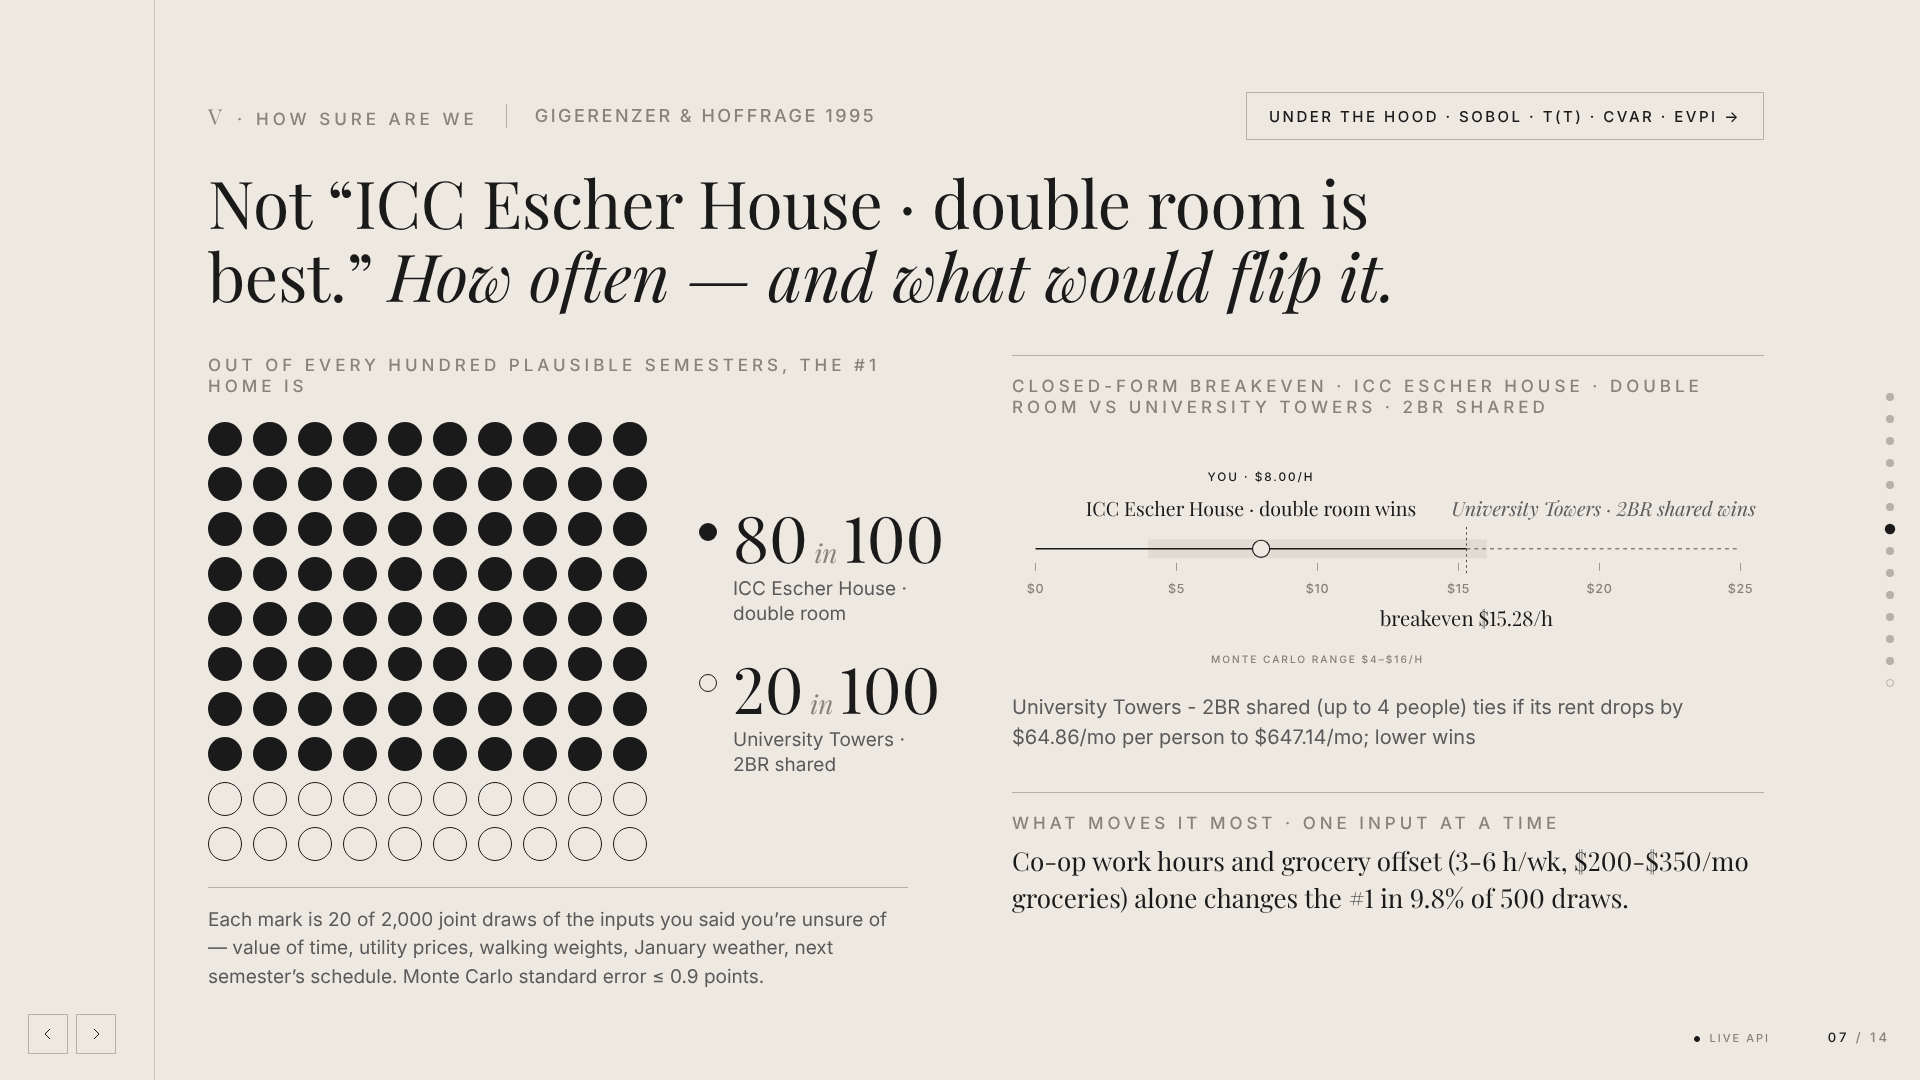 V · HOW SURE ARE WE
GIGERENZER & HOFFRAGE 1995
UNDER THE HOOD · SOBOL · T(T) · CVAR · EVPI →
Not “ICC Escher House · double room is
best.” How often — and what would flip it.
OUT OF EVERY HUNDRED PLAUSIBLE SEMESTERS, THE #1
HOME IS
80 in 100
ICC Escher House ·
double room
20 in 100
University Towers ·
2BR shared
Each mark is 20 of 2,000 joint draws of the inputs you said you’re unsure of
— value of time, utility prices, walking weights, January weather, next
semester’s schedule. Monte Carlo standard error ≤ 0.9 points.
CLOSED-FORM BREAKEVEN · ICC ESCHER HOUSE · DOUBLE
ROOM VS UNIVERSITY TOWERS · 2BR SHARED
YOU · $8.00/H
ICC Escher House · double room wins
University Towers · 2BR shared wins
$0 $5 $10 $15 $20 $25
breakeven $15.28/h
MONTE CARLO RANGE $4–$16/H
University Towers - 2BR shared (up to 4 people) ties if its rent drops by
$64.86/mo per person to $647.14/mo; lower wins
WHAT MOVES IT MOST · ONE INPUT AT A TIME
Co-op work hours and grocery offset (3-6 h/wk, $200-$350/mo
groceries) alone changes the #1 in 9.8% of 500 draws.
LIVE API
07 / 14